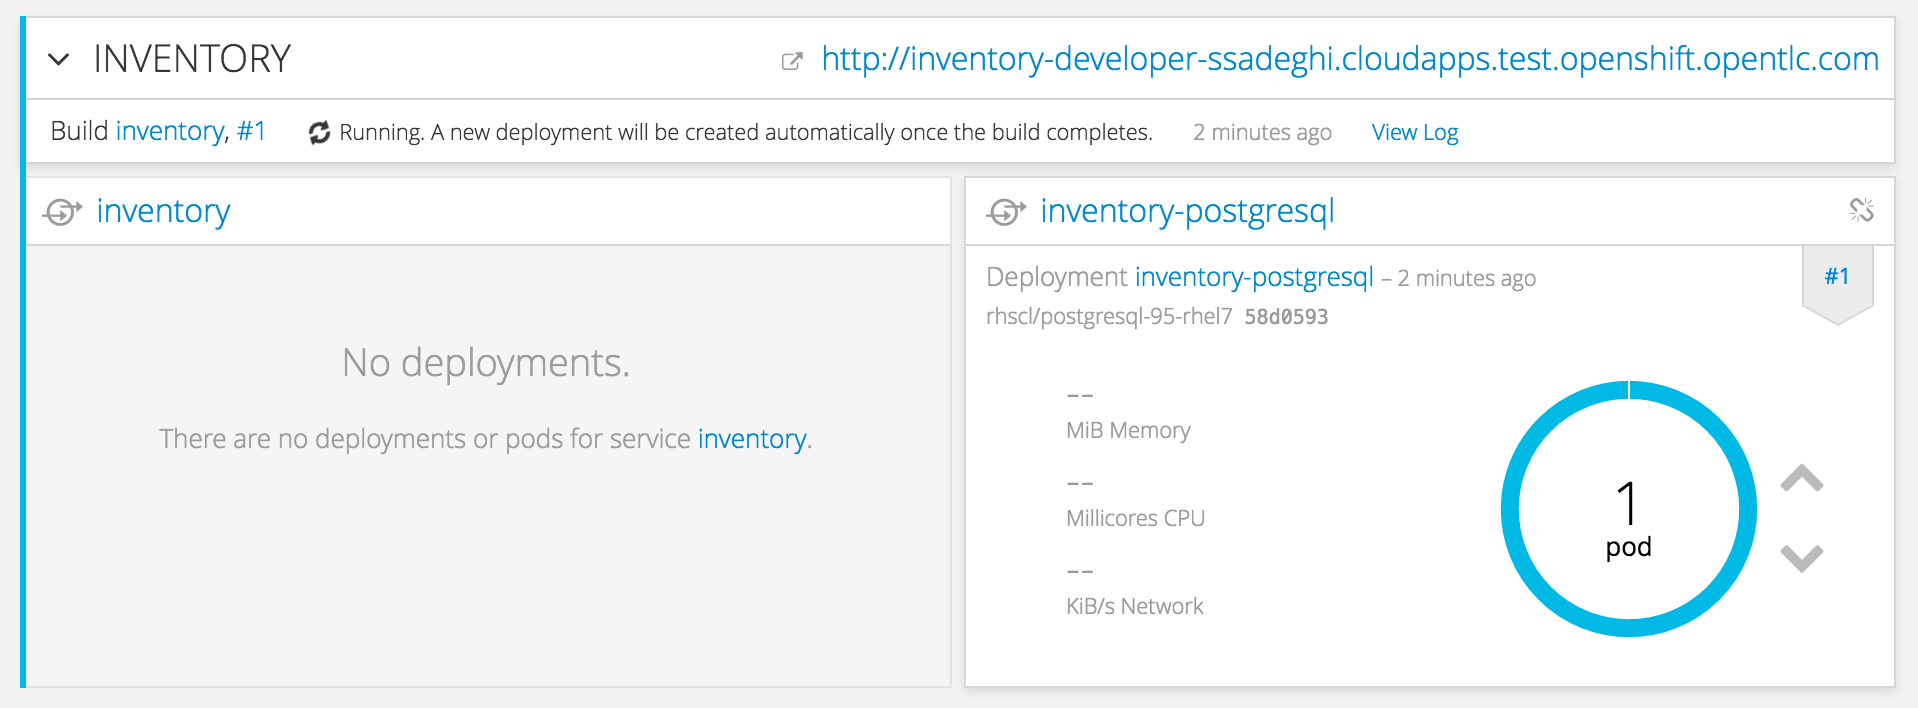 INVENTORY
http://inventory-developer-ssadeghi.cloudapps.test.openshift.opentlc.com
Build inventory, #1 Running. A new deployment will be created automatically once the build completes. 2 minutes ago View Log
inventory
No deployments.
There are no deployments or pods for service inventory.
inventory-postgresql
Deployment inventory-postgresql – 2 minutes ago
#1
rhscl/postgresql-95-rhel7 58d0593
--
MiB Memory
--
Millicores CPU
--
KiB/s Network
1
pod